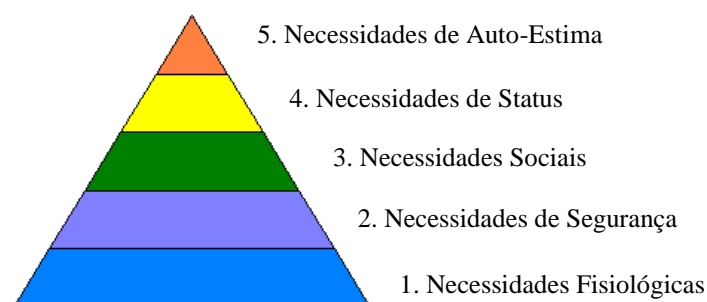 5. Necessidades de Auto-Estima
4. Necessidades de Status
3. Necessidades Sociais
2. Necessidades de Segurança
1. Necessidades Fisiológicas